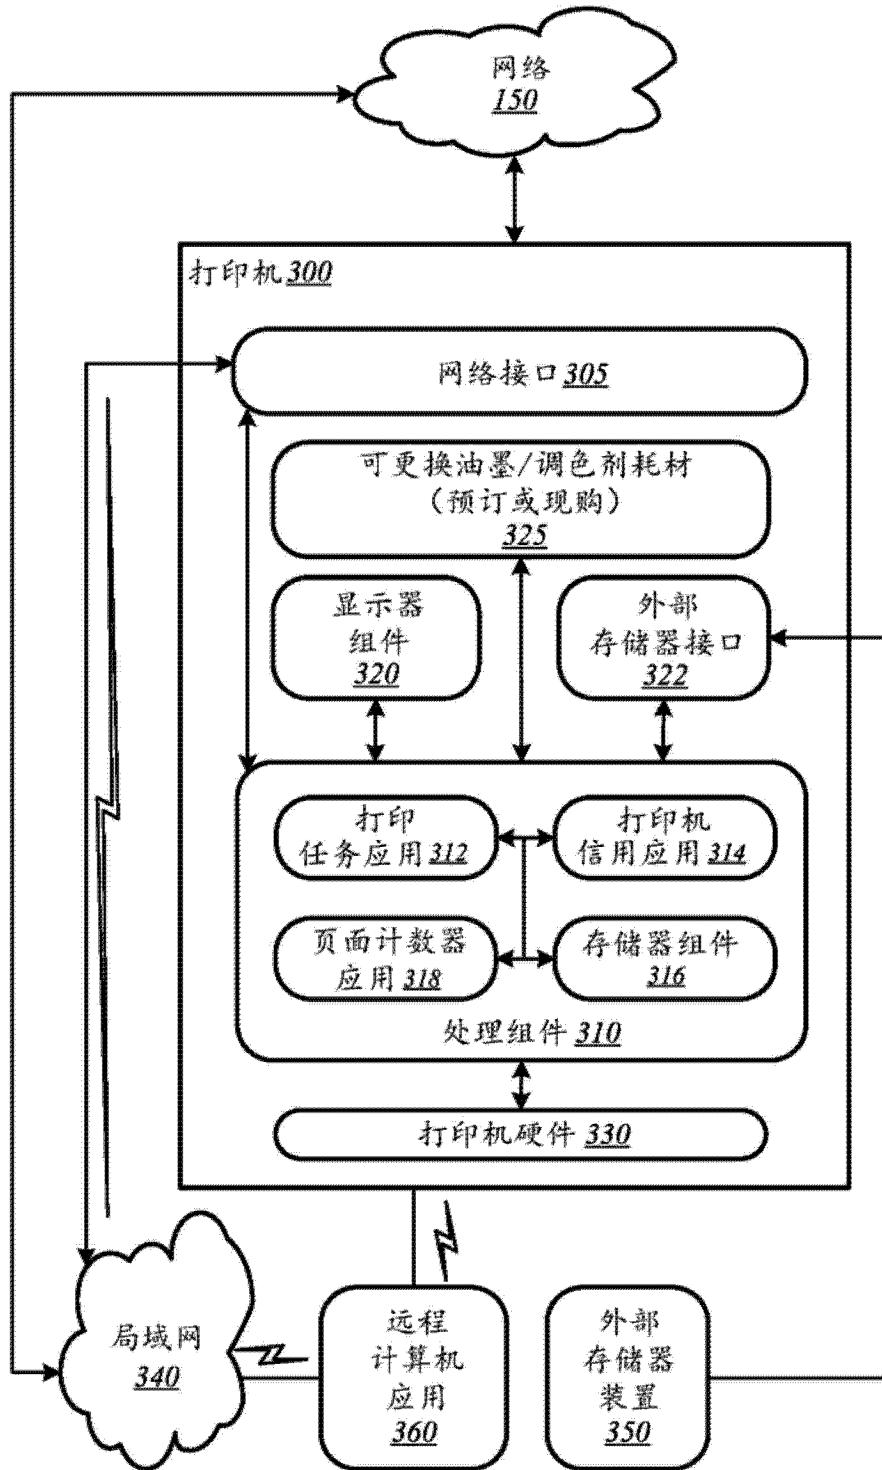 网络
150
打印机300
网络接口305
可更换油墨/调色剂耗材
（预订或现购）
325
显示器
组件
320
外部
存储器接口
322
打印
任务应用312
打印机
信用应用314
页面计数器
应用318
存储器组件
316
处理组件310
打印机硬件330
局域网
340
远程
计算机
应用
360
外部
存储器
装置
350